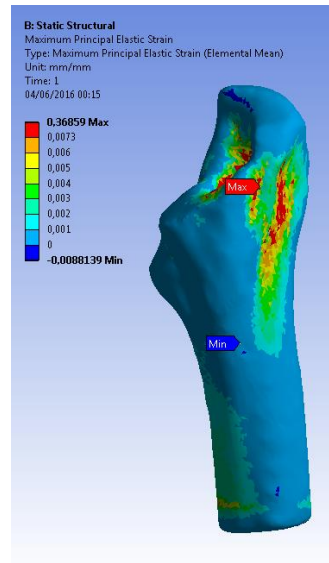 B: Static Structural
Maximum Principal Elastic Strain
Type: Maximum Principal Elastic Strain (Elemental Mean)
Unit: mm/mm
Time: 1
04/06/2016 00:15
0,36859 Max
0,0073
0,006
0,005
0,004
0,003
0,002
0,001
0
-0,0088139 Min
Max
Min